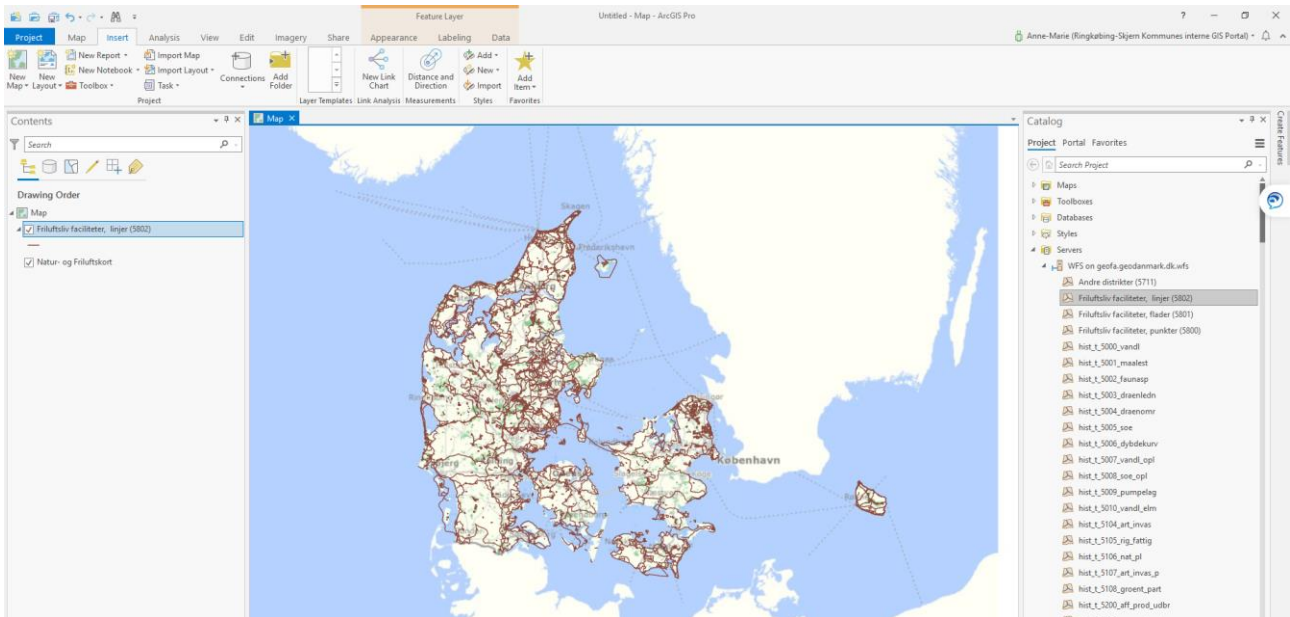 Feature Layer
Untitled - Map - ArcGIS Pro
? — X
Project Map Insert Analysis View Edit Imagery Share Appearance Labeling Data
Anne-Marie (Ringkøbing-Skjern Kommunes interne GIS Portal)
New Report Import Map Add
New Notebook Import Layout New
New Map New Layout Toolbox Task Connections Add Folder New Link Chart Distance and Direction Import Add Item
Project Layer Templates Link Analysis Measurements Styles Favorites
Contents
Search
Drawing Order
Map
Friluftsliv faciliteter, linjer (5802)
Natur- og Friluftskort
Map
Skagen
Frederikshavn
København
Catalog
Project Portal Favorites
Search Project
Maps
Toolboxes
Databases
Styles
Servers
WFS on geofa.geodanmark.dk.wfs
Andre distrikter (5711)
Friluftsliv faciliteter, linjer (5802)
Friluftsliv faciliteter, flader (5801)
Friluftsliv faciliteter, punkter (5800)
hist_t_5000_vandl
hist_t_5001_maalest
hist_t_5002_faunasp
hist_t_5003_draenledn
hist_t_5004_draenomr
hist_t_5005_soe
hist_t_5006_dybdekurv
hist_t_5007_vandl_opl
hist_t_5008_soe_opl
hist_t_5009_pumpelag
hist_t_5010_vandl_elm
hist_t_5104_art_invas
hist_t_5105_rig_fattig
hist_t_5106_nat_pl
hist_t_5107_art_invas_p
hist_t_5108_groent_part
hist_t_5200_aff_prod_udbr
Create Features